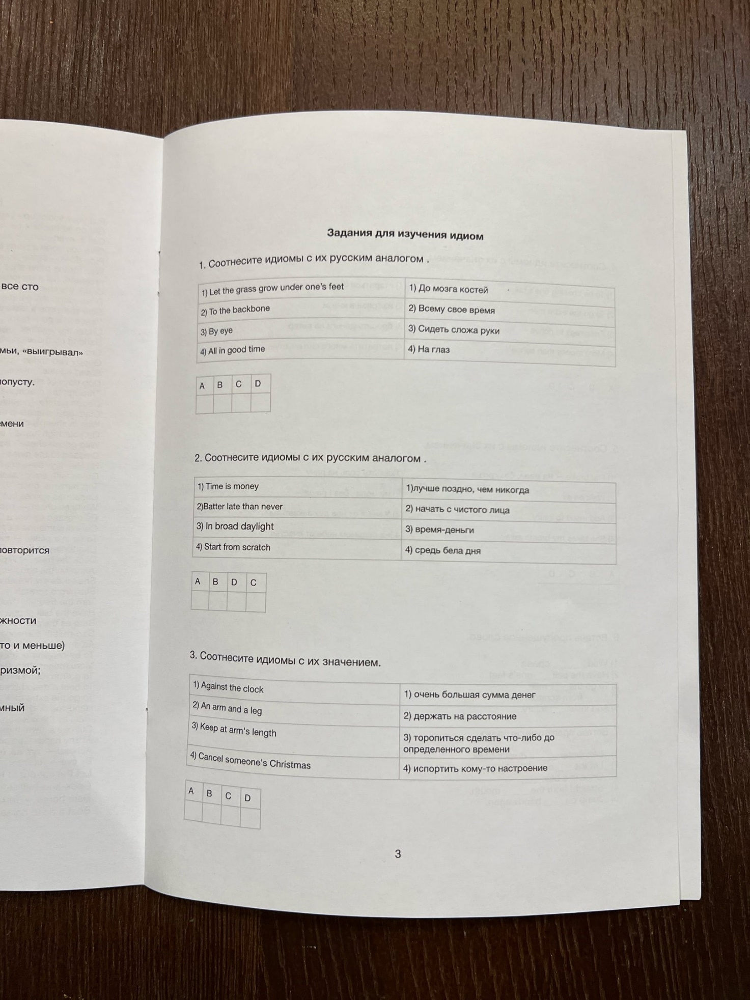 все сто
«выигрывал»
повторится
то и меньше)
Задания для изучения идиом
1. Соотнесите идиомы с их русским аналогом .
1) Let the grass grow under one's feet 1) До мозга костей
2) To the backbone 2) Всему свое время
3) By eye 3) Сидеть сложа руки
4) All in good time 4) На глаз
A B C D
2. Соотнесите идиомы с их русским аналогом .
1) Time is money 1)лучше поздно, чем никогда
2)Batter late than never 2) начать с чистого лица
3) In broad daylight 3) время-деньги
4) Start from scratch 4) средь бела дня
A B D C
3. Соотнесите идиомы с их значением.
1) Against the clock 1) очень большая сумма денег
2) An arm and a leg 2) держать на расстояние
3) Keep at arm's length 3) торопиться сделать что-либо до
определенного времени
4) Cancel someone's Christmas 4) испортить кому-то настроение
A B C D
3